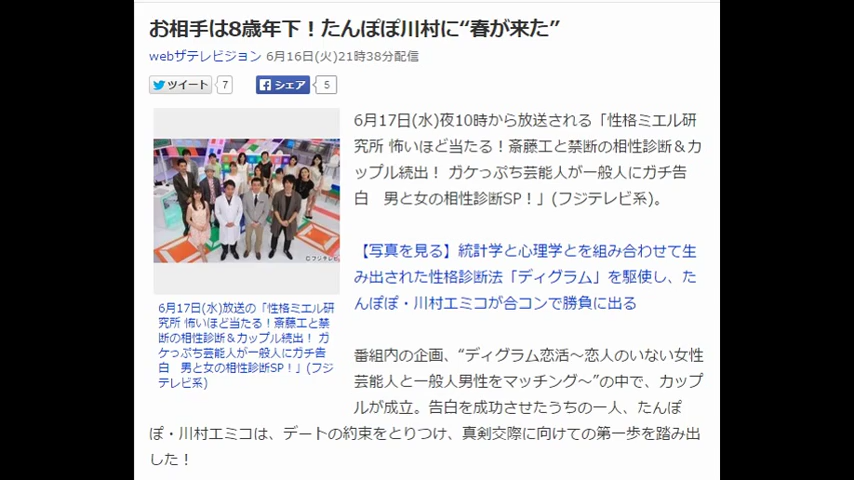 お相手は8歳年下！たんぽぽ川村に“春が来た”
webザテレビジョン 6月16日(火)21時38分配信
ツイート 7 シェア 5
6月17日(水)夜10時から放送される「性格ミエル研
究所 怖いほど当たる！斎藤工と禁断の相性診断＆カ
ップル続出！ ガケっぷち芸能人が一般人にガチ告
白　男と女の相性診断SP！」(フジテレビ系)。
【写真を見る】統計学と心理学とを組み合わせて生
み出された性格診断法「ディグラム」を駆使し、た
んぽぽ・川村エミコが合コンで勝負に出る
©フジテレビ
6月17日(水)放送の「性格ミエル研
究所 怖いほど当たる！斎藤工と禁
断の相性診断＆カップル続出！ ガ
ケっぷち芸能人が一般人にガチ告
白　男と女の相性診断SP！」(フジ
テレビ系)
番組内の企画、“ディグラム恋活～恋人のいない女性
芸能人と一般人男性をマッチング～”の中で、カップ
ルが成立。告白を成功させたうちの一人、たんぽ
ぽ・川村エミコは、デートの約束をとりつけ、真剣交際に向けての第一歩を踏み出
した！